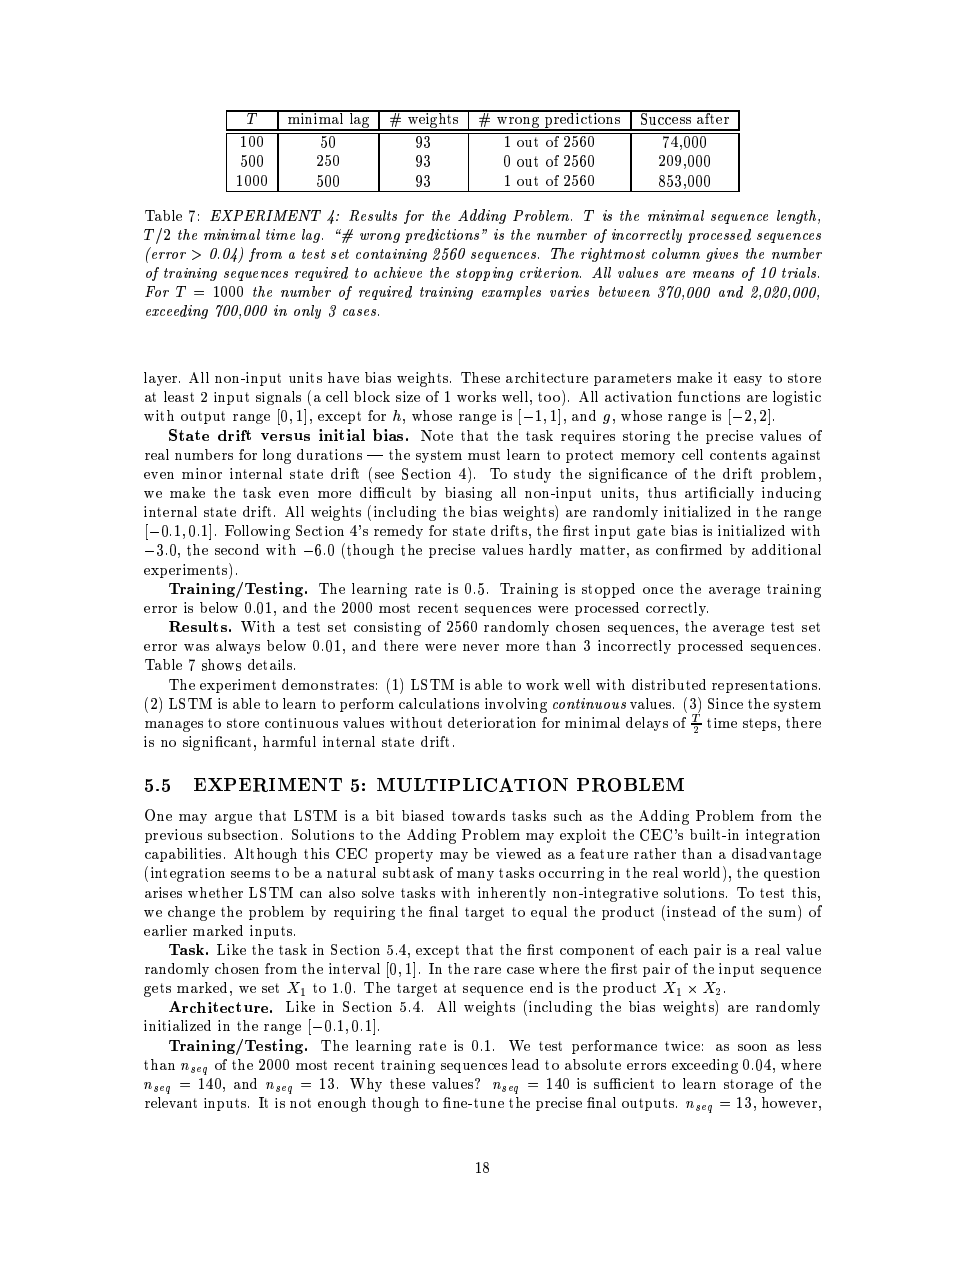 T minimal lag # weights # wrong predictions Success after
100 50 93 1 out of 2560 74,000
500 250 93 0 out of 2560 209,000
1000 500 93 1 out of 2560 853,000
Table 7: EXPERIMENT 4: Results for the Adding Problem. T is the minimal sequence length,
T/2 the minimal time lag. “# wrong predictions” is the number of incorrectly processed sequences
(error > 0.04) from a test set containing 2560 sequences. The rightmost column gives the number
of training sequences required to achieve the stopping criterion. All values are means of 10 trials.
For T = 1000 the number of required training examples varies between 370,000 and 2,020,000,
exceeding 700,000 in only 3 cases.
layer. All non-input units have bias weights. These architecture parameters make it easy to store
at least 2 input signals (a cell block size of 1 works well, too). All activation functions are logistic
with output range [0, 1], except for h, whose range is [−1, 1], and g, whose range is [−2, 2].
State drift versus initial bias. Note that the task requires storing the precise values of
real numbers for long durations — the system must learn to protect memory cell contents against
even minor internal state drift (see Section 4). To study the significance of the drift problem,
we make the task even more difficult by biasing all non-input units, thus artificially inducing
internal state drift. All weights (including the bias weights) are randomly initialized in the range
[−0.1, 0.1]. Following Section 4's remedy for state drifts, the first input gate bias is initialized with
−3.0, the second with −6.0 (though the precise values hardly matter, as confirmed by additional
experiments).
Training/Testing. The learning rate is 0.5. Training is stopped once the average training
error is below 0.01, and the 2000 most recent sequences were processed correctly.
Results. With a test set consisting of 2560 randomly chosen sequences, the average test set
error was always below 0.01, and there were never more than 3 incorrectly processed sequences.
Table 7 shows details.
The experiment demonstrates: (1) LSTM is able to work well with distributed representations.
(2) LSTM is able to learn to perform calculations involving continuous values. (3) Since the system
manages to store continuous values without deterioration for minimal delays of T/2 time steps, there
is no significant, harmful internal state drift.
5.5 EXPERIMENT 5: MULTIPLICATION PROBLEM
One may argue that LSTM is a bit biased towards tasks such as the Adding Problem from the
previous subsection. Solutions to the Adding Problem may exploit the CEC's built-in integration
capabilities. Although this CEC property may be viewed as a feature rather than a disadvantage
(integration seems to be a natural subtask of many tasks occurring in the real world), the question
arises whether LSTM can also solve tasks with inherently non-integrative solutions. To test this,
we change the problem by requiring the final target to equal the product (instead of the sum) of
earlier marked inputs.
Task. Like the task in Section 5.4, except that the first component of each pair is a real value
randomly chosen from the interval [0, 1]. In the rare case where the first pair of the input sequence
gets marked, we set X₁ to 1.0. The target at sequence end is the product X₁ × X₂.
Architecture. Like in Section 5.4. All weights (including the bias weights) are randomly
initialized in the range [−0.1, 0.1].
Training/Testing. The learning rate is 0.1. We test performance twice: as soon as less
than n_seq of the 2000 most recent training sequences lead to absolute errors exceeding 0.04, where
n_seq = 140, and n_seq = 13. Why these values? n_seq = 140 is sufficient to learn storage of the
relevant inputs. It is not enough though to fine-tune the precise final outputs. n_seq = 13, however,
18